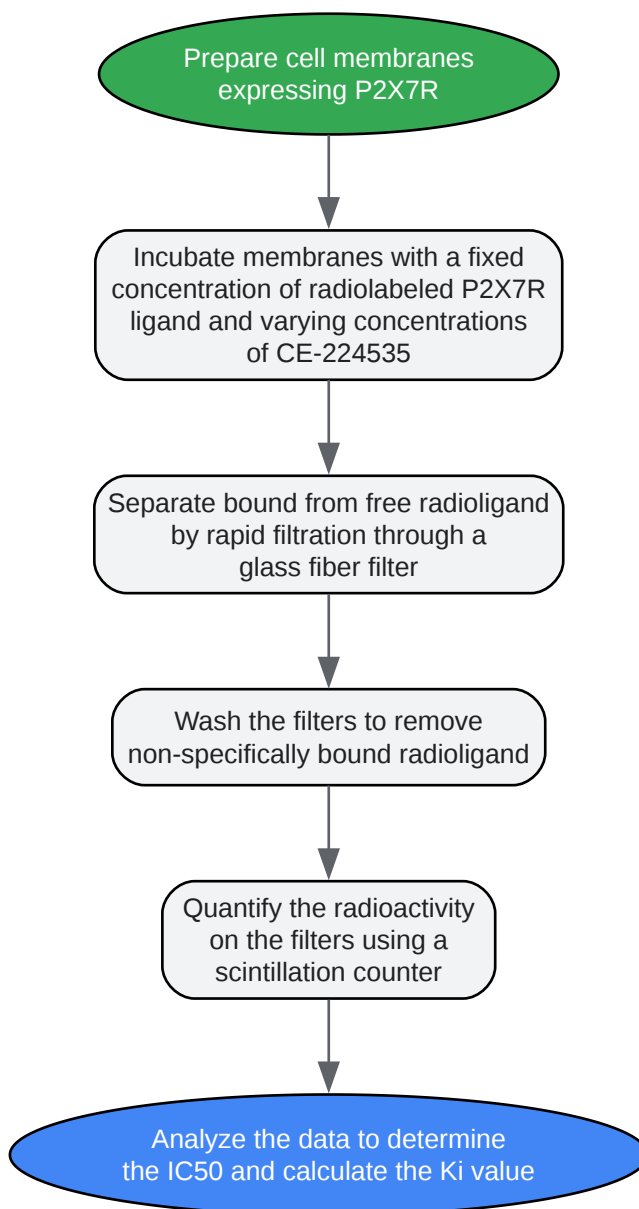 Prepare cell membranes
expressing P2X7R
Incubate membranes with a fixed
concentration of radiolabeled P2X7R
ligand and varying concentrations
of CE-224535
Separate bound from free radioligand
by rapid filtration through a
glass fiber filter
Wash the filters to remove
non-specifically bound radioligand
Quantify the radioactivity
on the filters using a
scintillation counter
Analyze the data to determine
the IC50 and calculate the Ki value